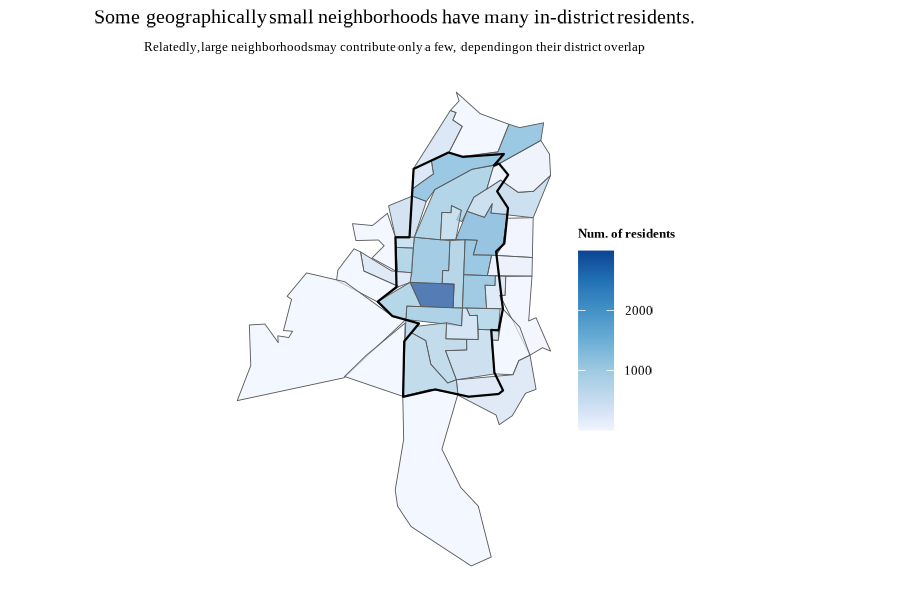 Some geographically small neighborhoods have many in-district residents.
Relatedly, large neighborhoods may contribute only a few, depending on their district overlap
Num. of residents
2000
1000